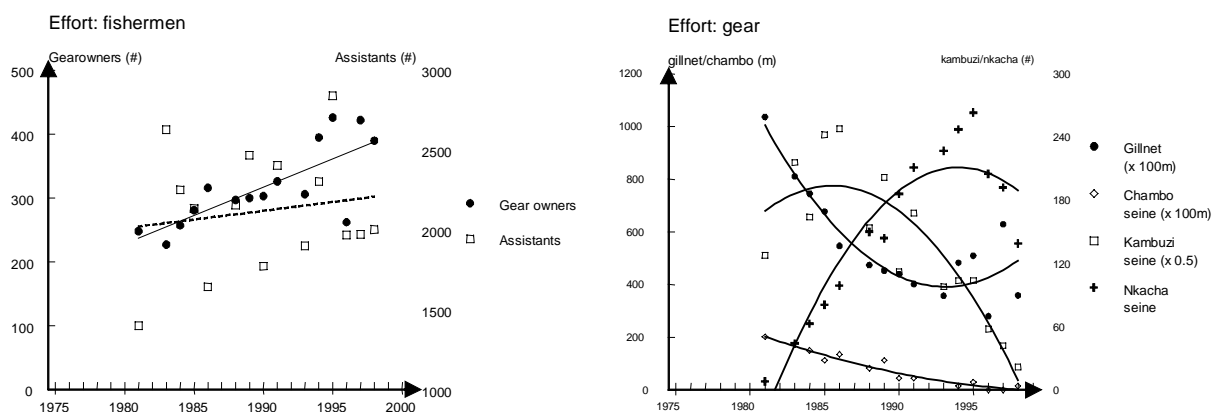 Effort: fishermen
Gearowners (#)
Assistants (#)
500
400
300
200
100
0
3000
2500
2000
1500
1000
1975
1980
1985
1990
1995
2000
Gear owners
Assistants
Effort: gear
gillnet/chambo (m)
kambuzi/nkacha (#)
1200
1000
800
600
400
200
0
300
240
180
120
60
0
1975
1980
1985
1990
1995
Gillnet
(x 100m)
Chambo
seine (x 100m)
Kambuzi
seine (x 0.5)
Nkacha
seine